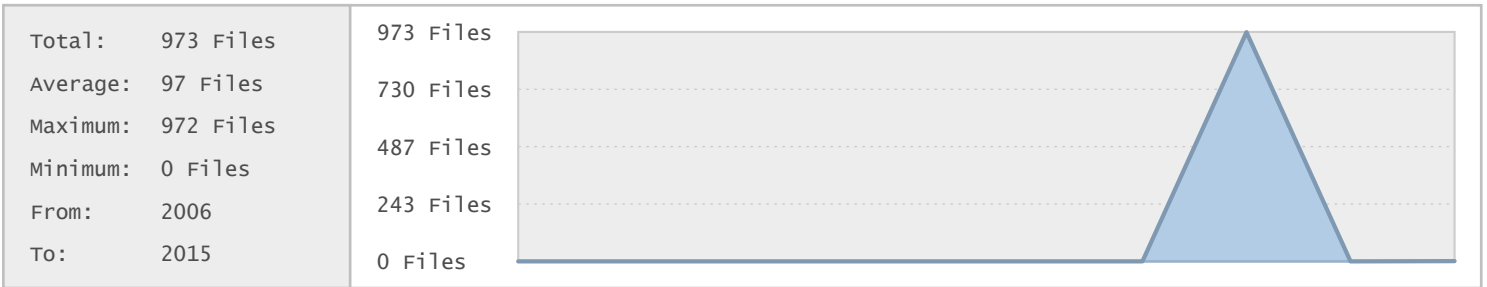 Total: 973 Files
Average: 97 Files
Maximum: 972 Files
Minimum: 0 Files
From: 2006
To: 2015
973 Files
730 Files
487 Files
243 Files
0 Files